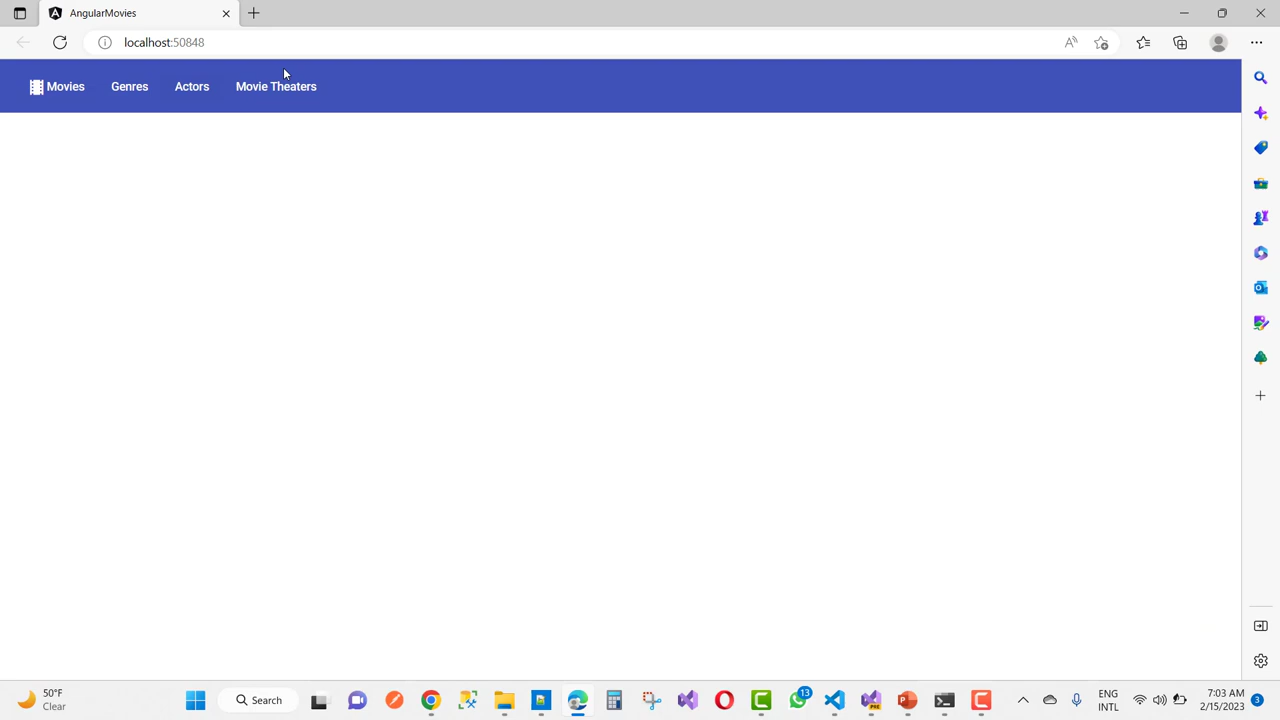 AngularMovies
localhost:50848
Movies Genres Actors Movie Theaters
50°F
Clear
Search
13
PRE
ENG
INTL
7:03 AM
2/15/2023
3